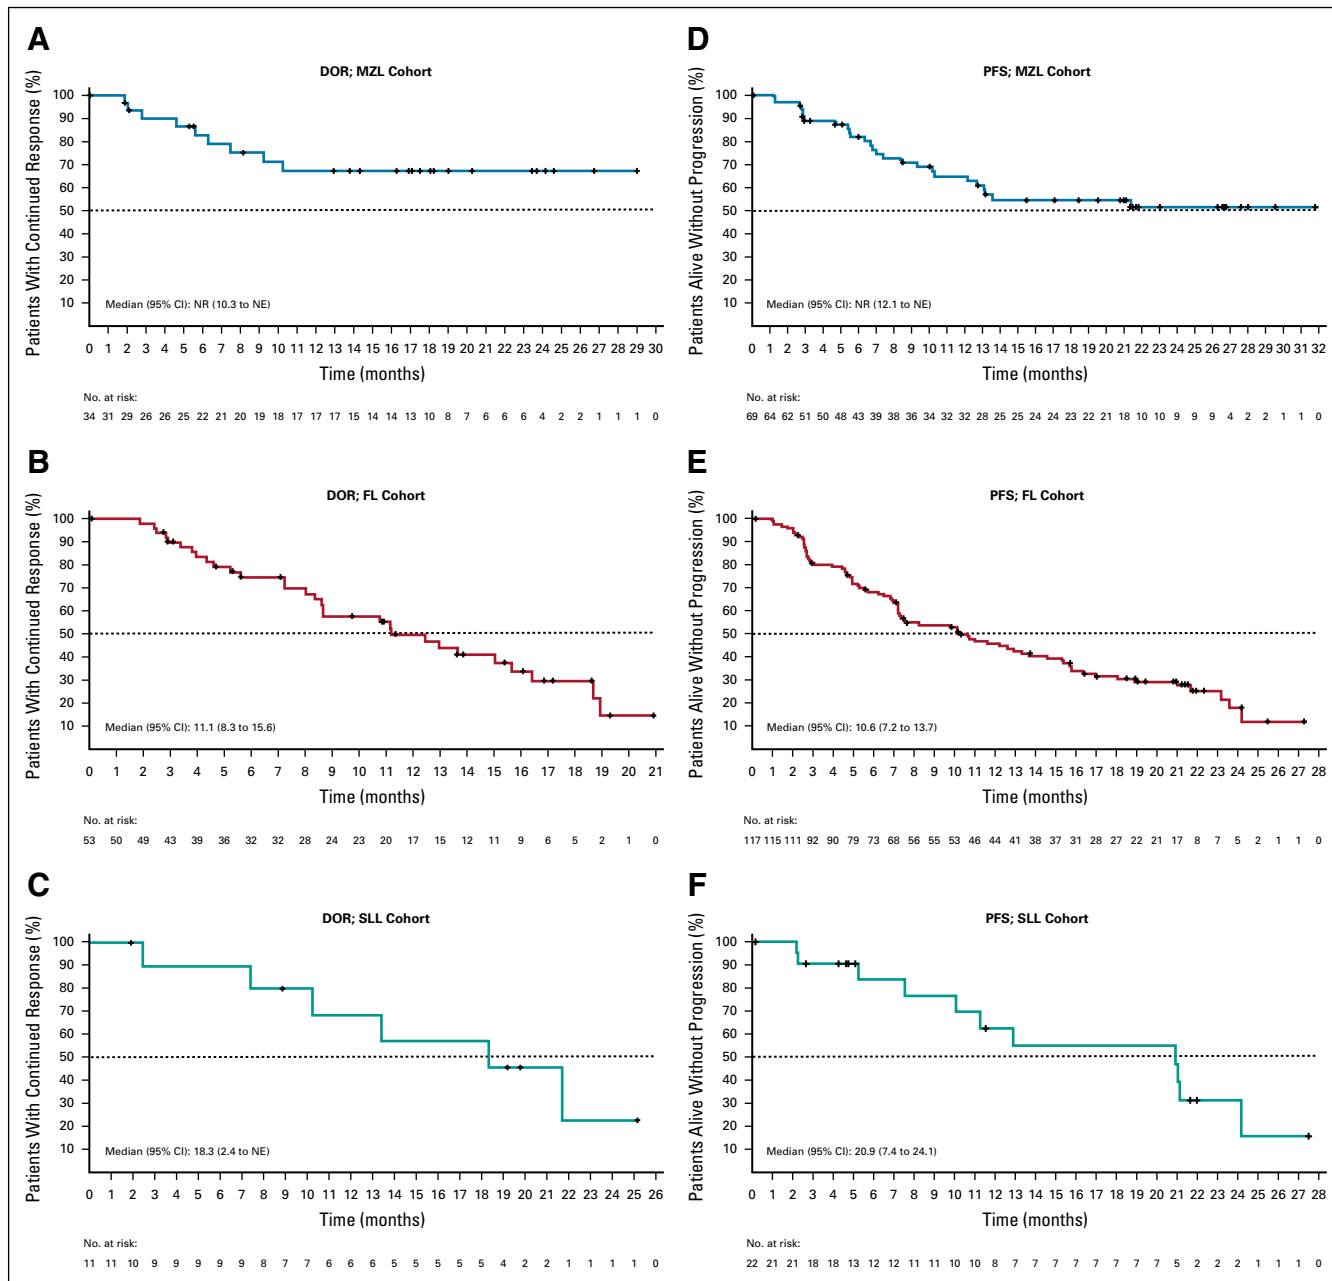 A
DOR; MZL Cohort
Patients With Continued Response (%)
100
90
80
70
60
50
40
30
20
10
Median (95% CI): NR (10.3 to NE)
0 1 2 3 4 5 6 7 8 9 10 11 12 13 14 15 16 17 18 19 20 21 22 23 24 25 26 27 28 29 30
Time (months)
No. at risk:
34 31 29 26 26 25 22 21 20 19 18 17 17 17 15 14 14 13 10 8 7 6 6 6 4 2 2 1 1 1 0
D
PFS; MZL Cohort
Patients Alive Without Progression (%)
100
90
80
70
60
50
40
30
20
10
Median (95% CI): NR (12.1 to NE)
0 1 2 3 4 5 6 7 8 9 10 11 12 13 14 15 16 17 18 19 20 21 22 23 24 25 26 27 28 29 30 31 32
Time (months)
No. at risk:
69 64 62 51 50 48 43 39 38 36 34 32 32 28 25 25 24 24 23 22 21 18 10 10 9 9 9 4 2 2 1 1 0
B
DOR; FL Cohort
Patients With Continued Response (%)
100
90
80
70
60
50
40
30
20
10
Median (95% CI): 11.1 (8.3 to 15.6)
0 1 2 3 4 5 6 7 8 9 10 11 12 13 14 15 16 17 18 19 20 21
Time (months)
No. at risk:
53 50 49 43 39 36 32 32 28 24 23 20 17 15 12 11 9 6 5 2 1 0
E
PFS; FL Cohort
Patients Alive Without Progression (%)
100
90
80
70
60
50
40
30
20
10
Median (95% CI): 10.6 (7.2 to 13.7)
0 1 2 3 4 5 6 7 8 9 10 11 12 13 14 15 16 17 18 19 20 21 22 23 24 25 26 27 28
Time (months)
No. at risk:
117 115 111 92 90 79 73 68 56 55 53 46 44 41 38 37 31 28 27 22 21 17 8 7 5 2 1 1 0
C
DOR; SLL Cohort
Patients With Continued Response (%)
100
90
80
70
60
50
40
30
20
10
Median (95% CI): 18.3 (2.4 to NE)
0 1 2 3 4 5 6 7 8 9 10 11 12 13 14 15 16 17 18 19 20 21 22 23 24 25 26
Time (months)
No. at risk:
11 11 10 9 9 9 9 9 8 7 7 6 6 6 5 5 5 5 5 4 2 2 1 1 1 1 0
F
PFS; SLL Cohort
Patients Alive Without Progression (%)
100
90
80
70
60
50
40
30
20
10
Median (95% CI): 20.9 (7.4 to 24.1)
0 1 2 3 4 5 6 7 8 9 10 11 12 13 14 15 16 17 18 19 20 21 22 23 24 25 26 27 28
Time (months)
No. at risk:
22 21 21 18 18 13 12 12 11 11 10 10 8 7 7 7 7 7 7 7 7 5 2 2 2 1 1 1 0